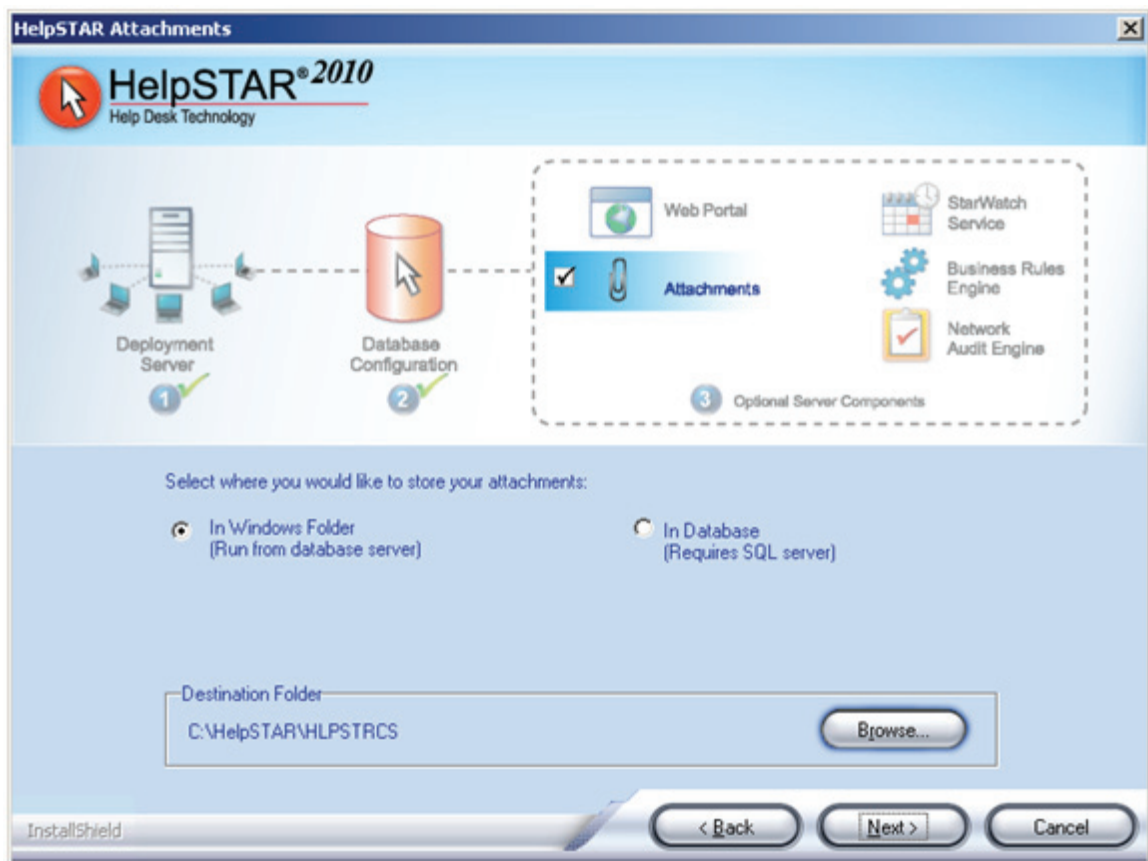 HelpSTAR Attachments
HelpSTAR® 2010
Help Desk Technology
Web Portal
StarWatch
Service
Attachments
Business Rules
Engine
Network
Audit Engine
Deployment
Server
1
Database
Configuration
2
3 Optional Server Components
Select where you would like to store your attachments:
In Windows Folder
(Run from database server)
In Database
(Requires SQL server)
Destination Folder
C:\HelpSTAR\HLPSTRCS
Browse...
InstallShield
< Back
Next >
Cancel